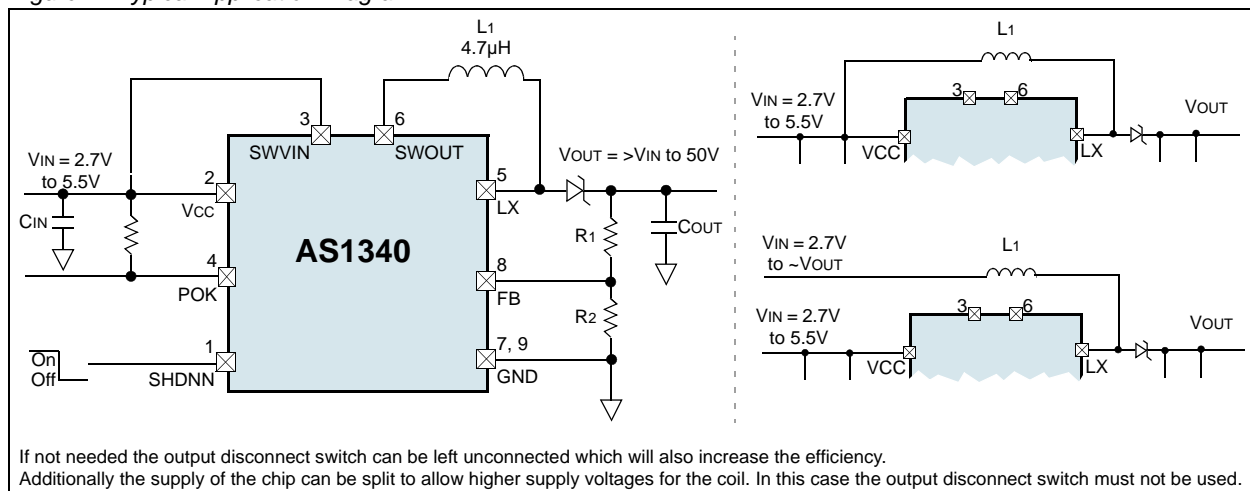 L1
4.7µH
3
6
SWVIN
SWOUT
VIN = 2.7V
to 5.5V
2
VCC
CIN
AS1340
4
POK
1
SHDNN
On
Off
VOUT = >VIN to 50V
5
LX
R1
COUT
8
FB
R2
7, 9
GND
L1
3
6
VIN = 2.7V
to 5.5V
VCC
LX
VOUT
VIN = 2.7V
to ~VOUT
L1
3
6
VIN = 2.7V
to 5.5V
VCC
LX
VOUT
If not needed the output disconnect switch can be left unconnected which will also increase the efficiency.
Additionally the supply of the chip can be split to allow higher supply voltages for the coil. In this case the output disconnect switch must not be used.